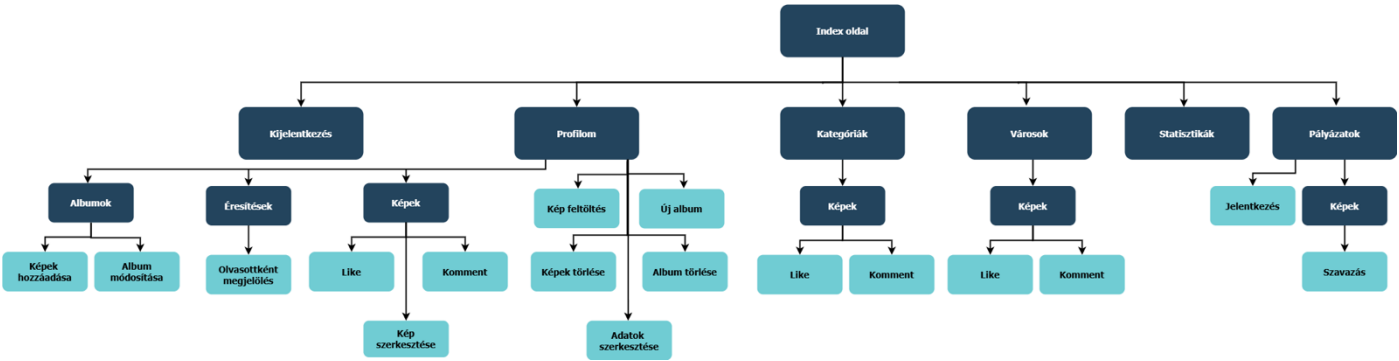 Index oldal
Kijelentkezés
Profilom
Kategóriák
Városok
Statisztikák
Pályázatok
Albumok
Éresítések
Képek
Kép feltöltés
Új album
Képek
Képek
Jelentkezés
Képek
Képek
hozzáadása
Album
módosítása
Olvasottként
megjelölés
Like
Komment
Képek törlése
Album törlése
Like
Komment
Like
Komment
Szavazás
Kép
szerkesztése
Adatok
szerkesztése